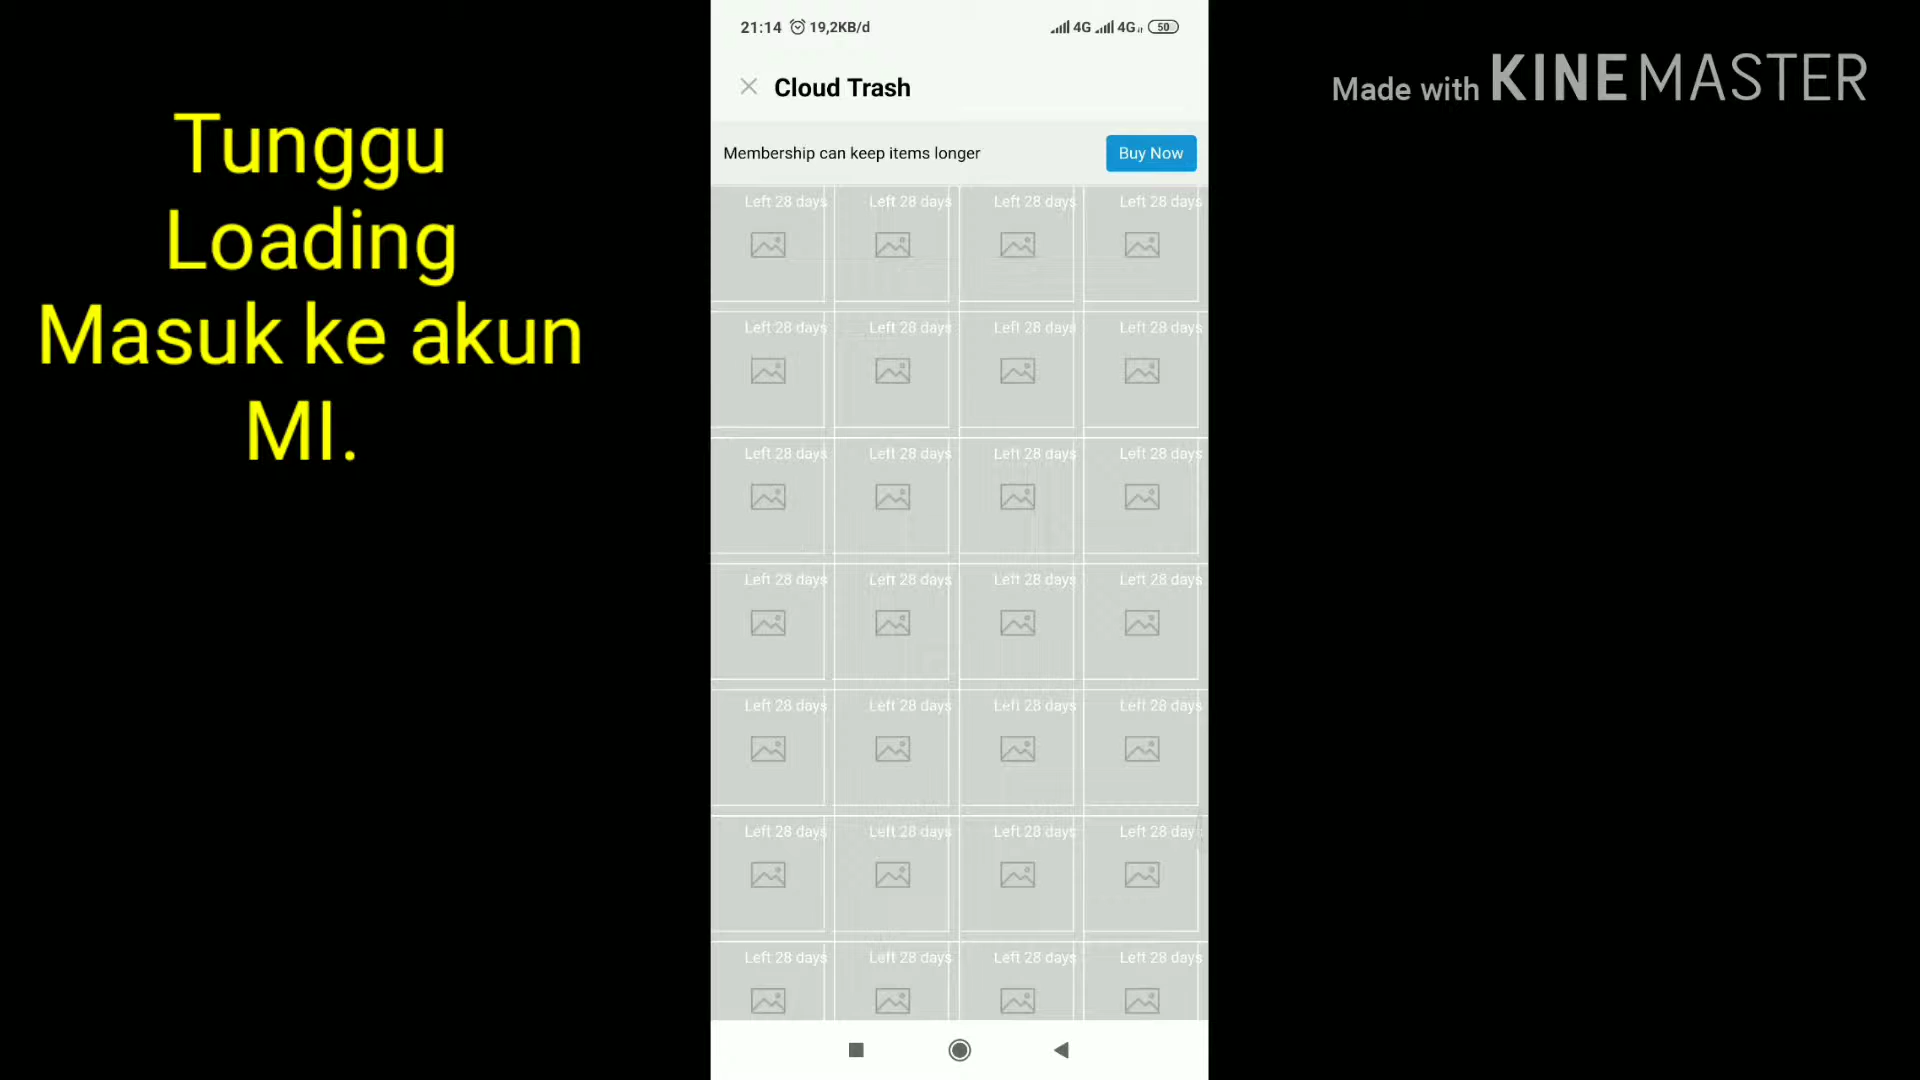 Tunggu
Loading
Masuk ke akun
MI.
21:14 19,2KB/d 4G 4G 50
Cloud Trash
Membership can keep items longer Buy Now
Left 28 days Left 28 days Left 28 days Left 28 days
Left 28 days Left 28 days Left 28 days Left 28 days
Left 28 days Left 28 days Left 28 days Left 28 days
Left 28 days Left 28 days Left 28 days Left 28 days
Left 28 days Left 28 days Left 28 days Left 28 days
Left 28 days Left 28 days Left 28 days Left 28 day
Left 28 days Left 28 days Left 28 days Left 28 days
Made with KINEMASTER